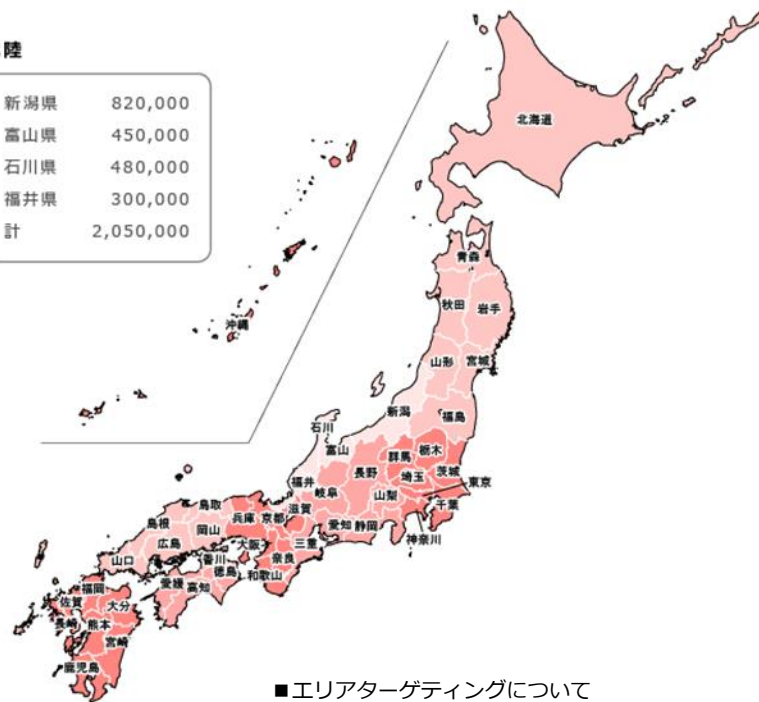 陸
新潟県 820,000
富山県 450,000
石川県 480,000
福井県 300,000
計 2,050,000
北海道
青森
秋田
岩手
山形
宮城
沖縄
新潟
福島
石川
富山
群馬
栃木
長野
埼玉
茨城
福井
岐阜
山梨
東京
滋賀
千葉
鳥取
兵庫
京都
愛知
静岡
島根
岡山
神奈川
広島
大阪
三重
山口
香川
奈良
徳島
和歌山
愛媛
高知
福岡
佐賀
大分
長崎
熊本
宮崎
鹿児島
■エリアターゲティングについて